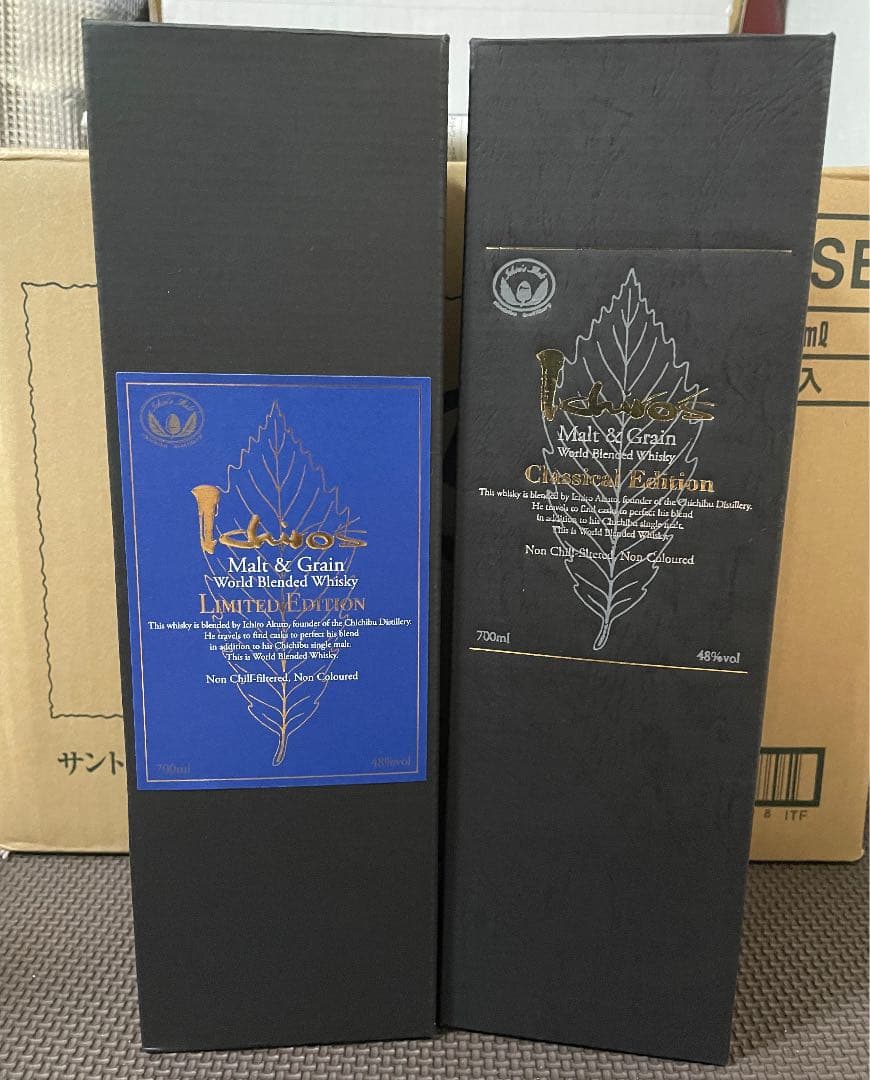 Ichiro's Malt
Ichiro's
Malt & Grain
World Blended Whisky
LIMITED EDITION
This whisky is blended by Ichiro Akuto, founder of the Chichibu Distillery.
He travels to find casks to perfect his blend
in addition to his Chichibu single malt.
This is World Blended Whisky.
Non Chill-filtered, Non Coloured
700ml
48%vol
Ichiro's Malt
Ichiro's
Malt & Grain
World Blended Whisky
Classical Edition
This whisky is blended by Ichiro Akuto, founder of the Chichibu Distillery.
He travels to find casks to perfect his blend
in addition to his Chichibu single malt.
This is World Blended Whisky.
Non Chill-filtered, Non Coloured
700ml
48%vol
SE
mℓ
入
サント
8 ITF